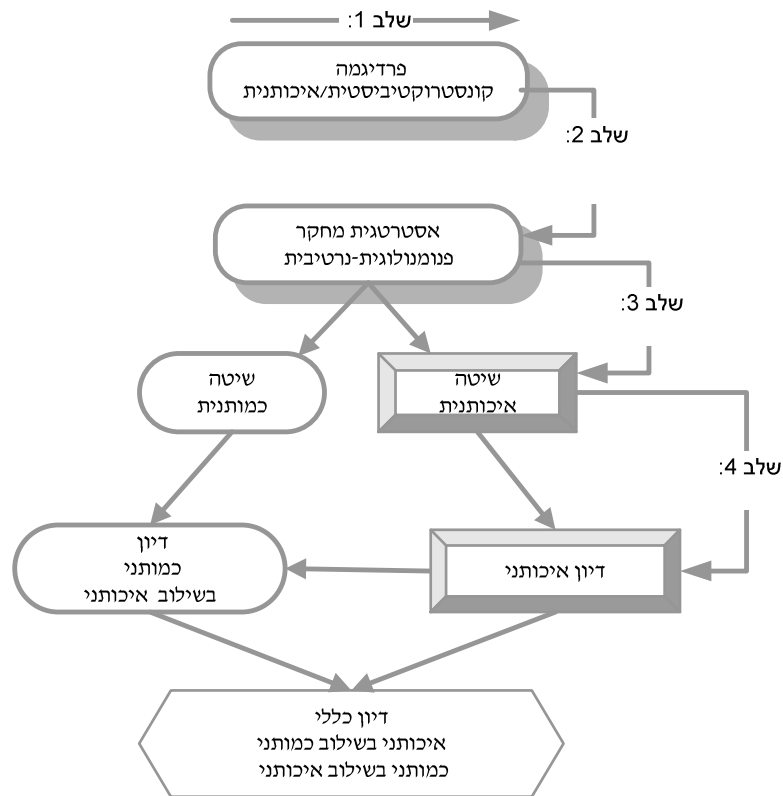 שלב 1:
פרדיגמה
קונסטרוקטיביסטית/איכותנית
שלב 2:
אסטרטגית מחקר
פנומנולוגית-נרטיבית
שלב 3:
שיטה
איכותנית
שיטה
כמותנית
שלב 4:
דיון איכותני
דיון
כמותני
בשילוב איכותני
דיון כללי
איכותני בשילוב כמותני
כמותני בשילוב איכותני